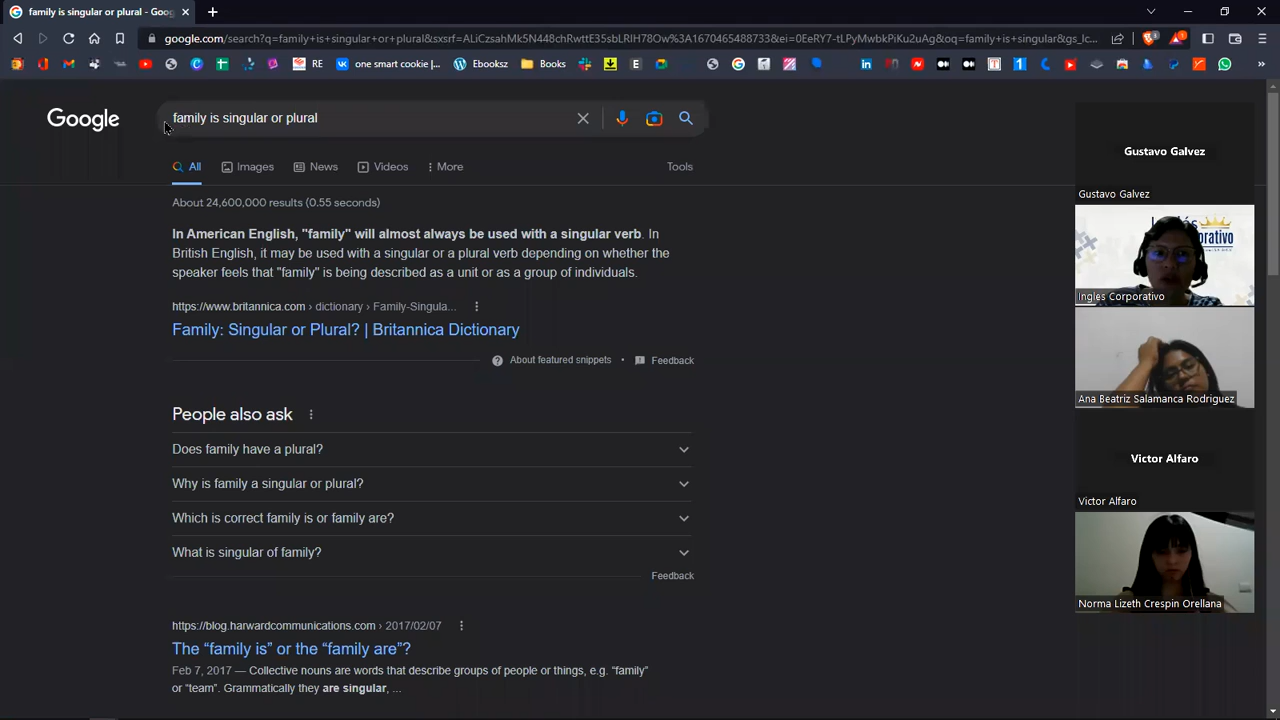 family is singular or plural - Goog
google.com/search?q=family+is+singular+or+plural&sxsrf=ALiCzsahMk5N448chRwttE35sbLRIH78Ow%3A1670465488733&ei=0EeRY7-tLPyMwbkPiKu2uAg&oq=family+is+singular&gs_lc
RE
one smart cookie |...
Ebooksz
Books
Google
family is singular or plural
All
Images
News
Videos
More
Tools
About 24,600,000 results (0.55 seconds)
In American English, "family" will almost always be used with a singular verb. In
British English, it may be used with a singular or a plural verb depending on whether the
speaker feels that "family" is being described as a unit or as a group of individuals.
https://www.britannica.com › dictionary › Family-Singula...
Family: Singular or Plural? | Britannica Dictionary
About featured snippets
•
Feedback
People also ask
Does family have a plural?
Why is family a singular or plural?
Which is correct family is or family are?
What is singular of family?
Feedback
https://blog.harwardcommunications.com › 2017/02/07
The “family is” or the “family are”?
Feb 7, 2017 — Collective nouns are words that describe groups of people or things, e.g. “family”
or “team”. Grammatically they are singular, ...
Gustavo Galvez
Gustavo Galvez
Ingles Corporativo
Ana Beatriz Salamanca Rodriguez
Victor Alfaro
Victor Alfaro
Norma Lizeth Crespin Orellana